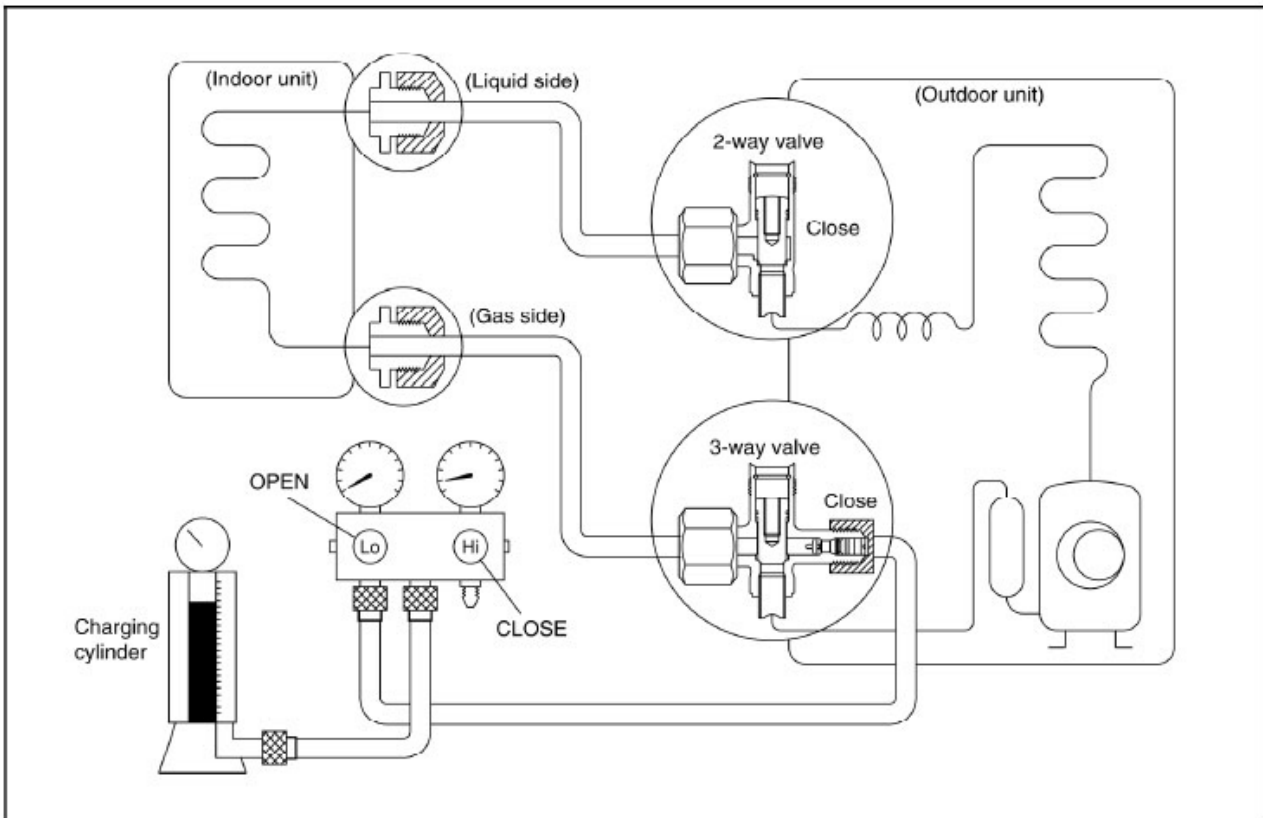 (Indoor unit)
(Liquid side)
(Outdoor unit)
2-way valve
Close
(Gas side)
3-way valve
Close
OPEN
Lo
Hi
CLOSE
Charging
cylinder